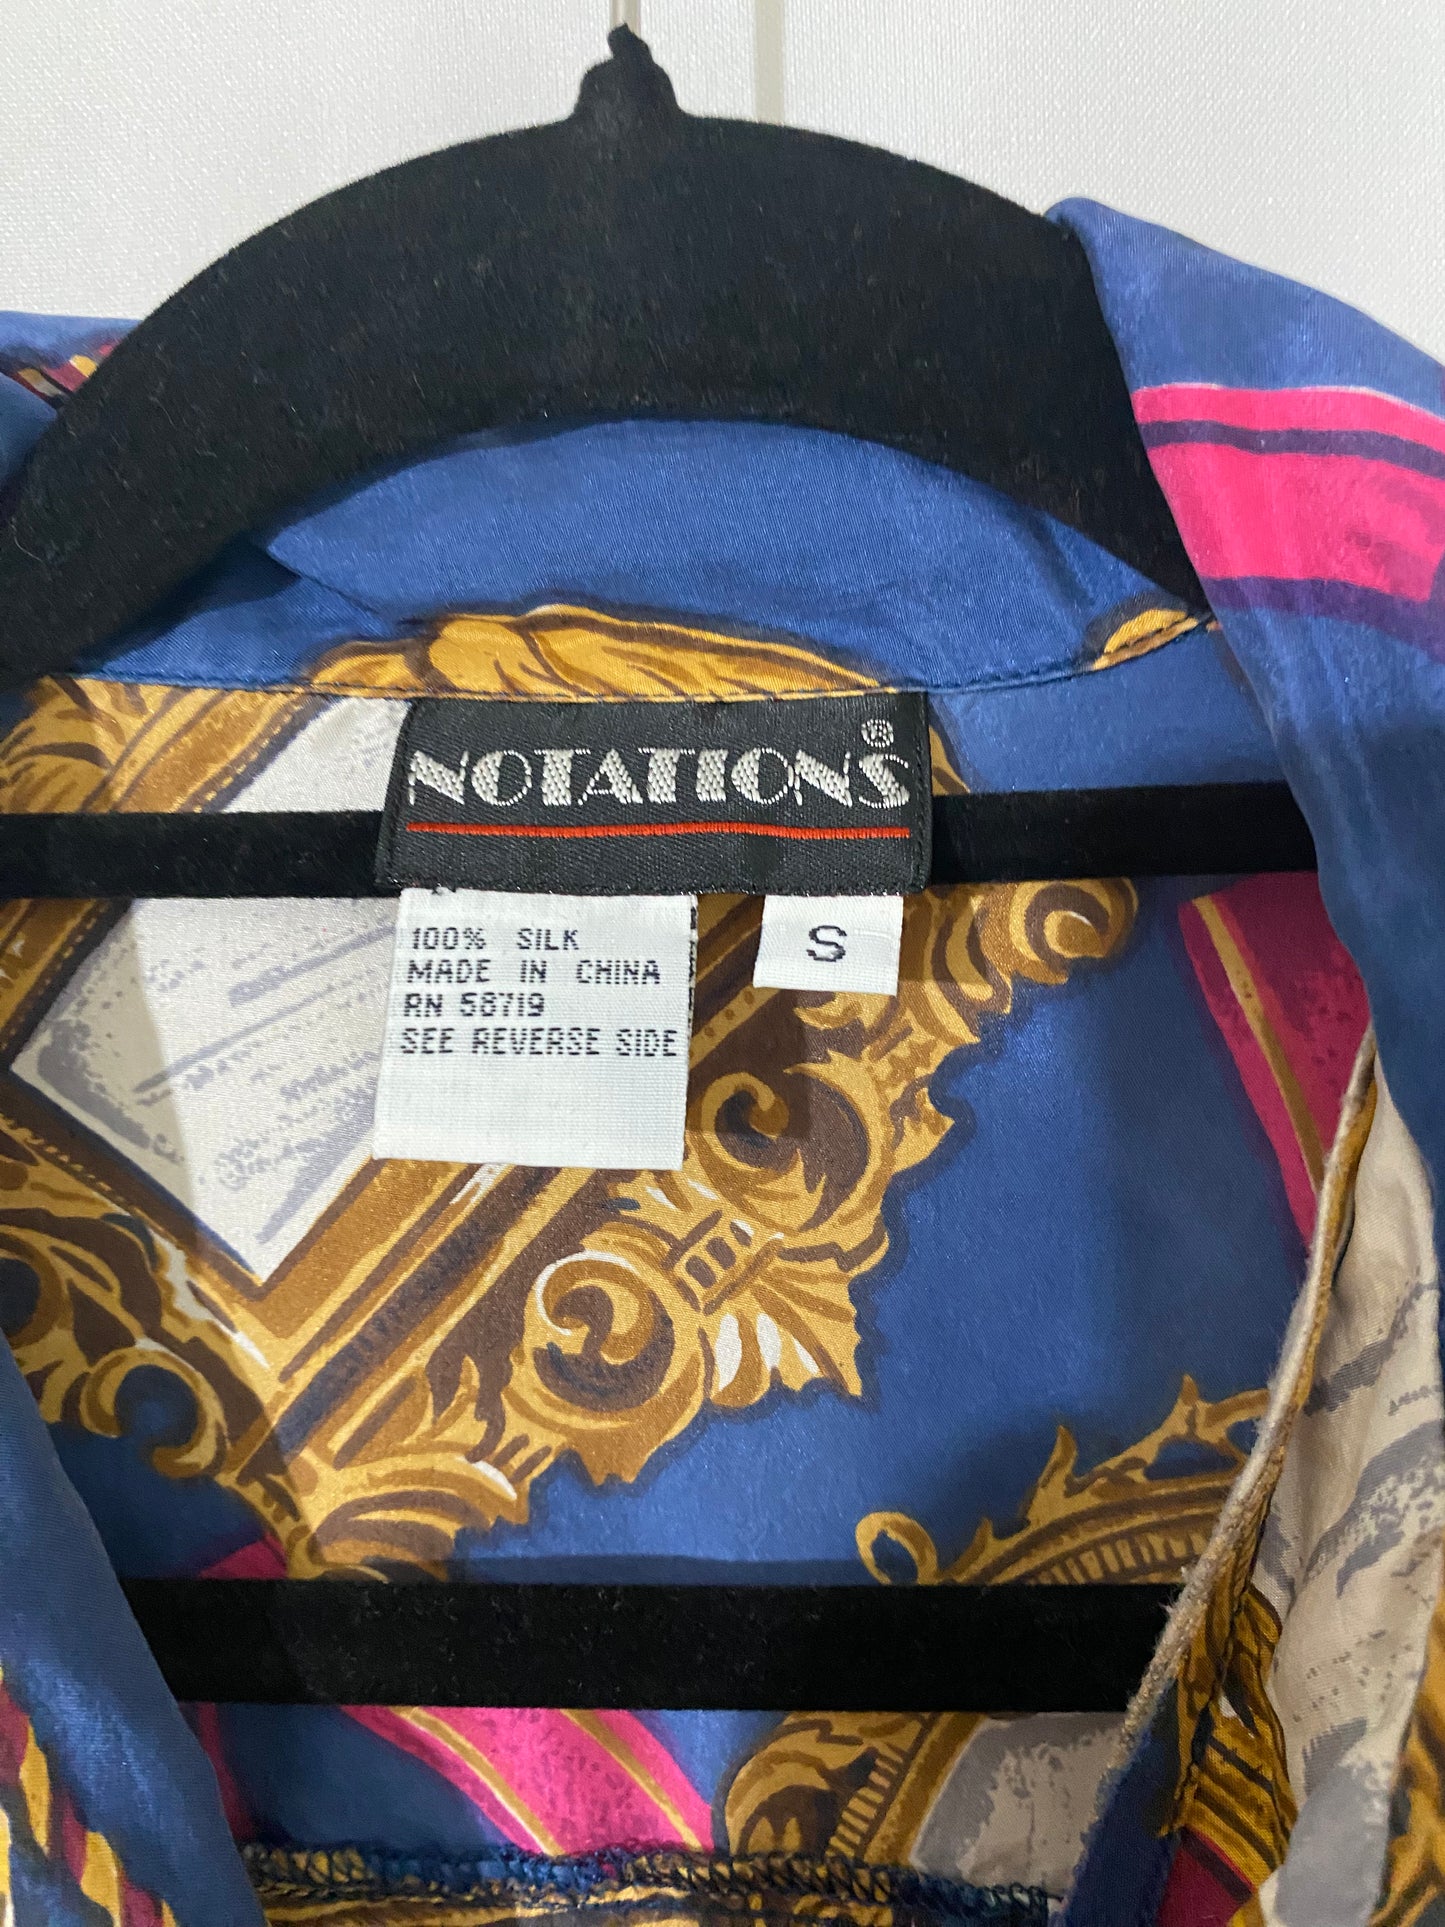 NOTATIONS®
100% SILK
MADE IN CHINA
RN 58719
SEE REVERSE SIDE
S